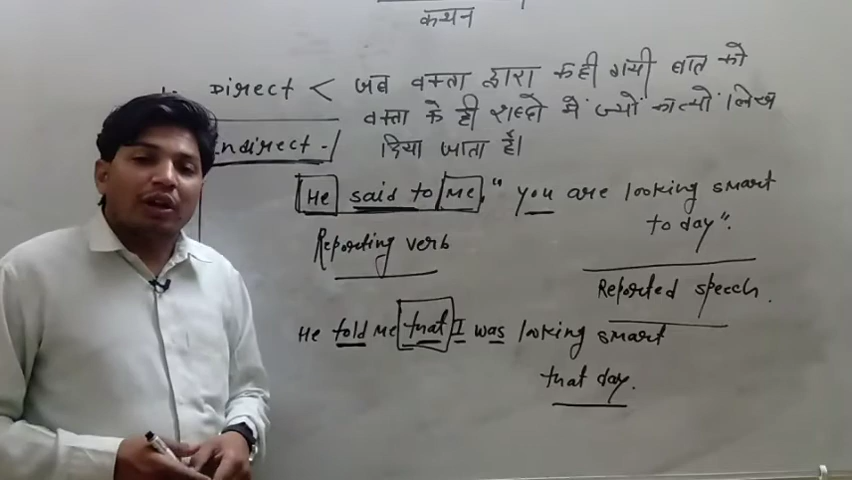 कथन
Direct < जब वक्ता द्वारा कही गयी बात को
वक्ता के ही शब्दो में ज्यों का त्यों लिख
दिया जाता है।
Indirect -
He said to me, "you are looking smart
to day".
Reporting verb
Reported speech.
He told me that I was looking smart
that day.